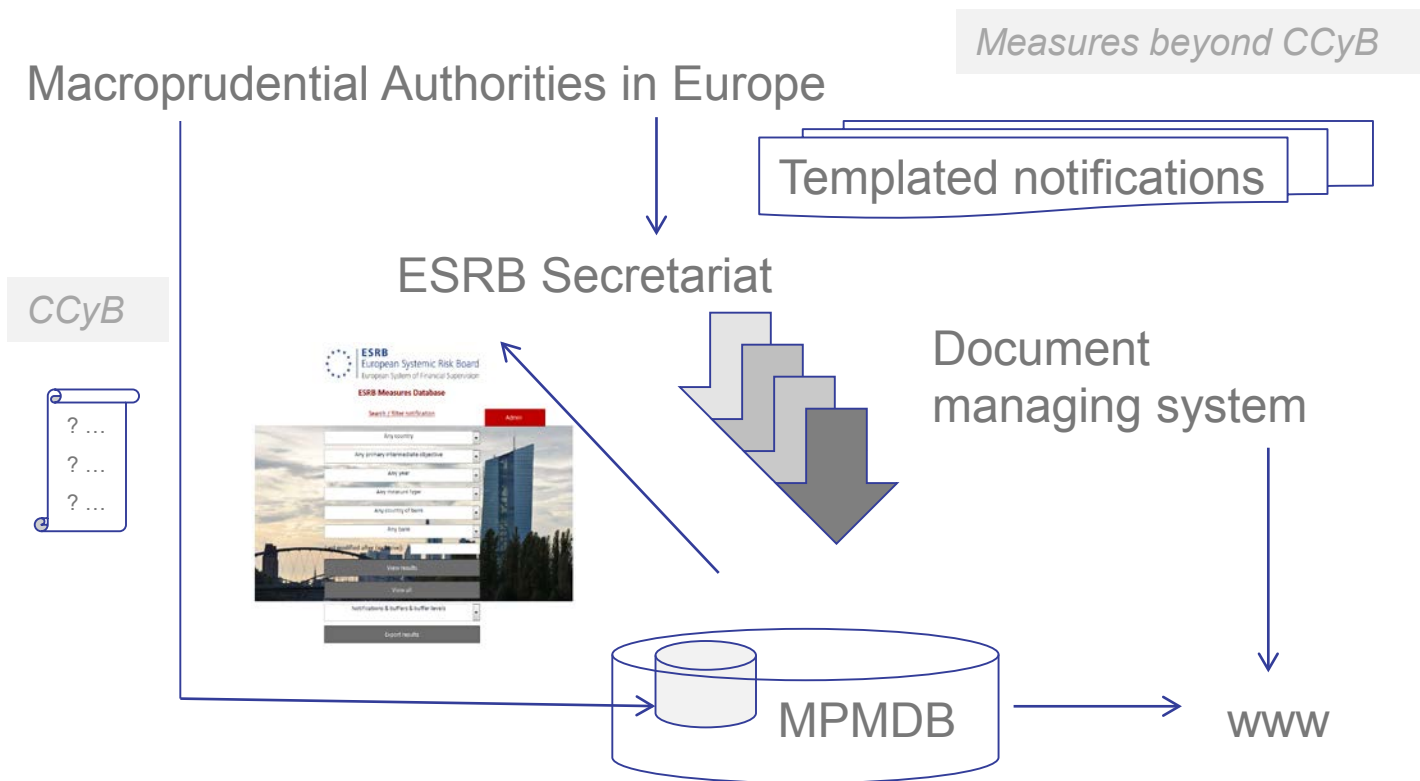 Measures beyond CCyB
Macroprudential Authorities in Europe
Templated notifications
ESRB Secretariat
CCyB
Document
managing system
? …
? …
? …
ESRB
European Systemic Risk Board
European System of Financial Supervision
ESRB Measures Database
Search / filter notification
Admin
Any country
Any primary intermediate objective
Any year
Any measure type
Any country of bank
Any bank
modified after
View results
View all
Notifications & buffers & buffer levels
Export results
MPMDB
www